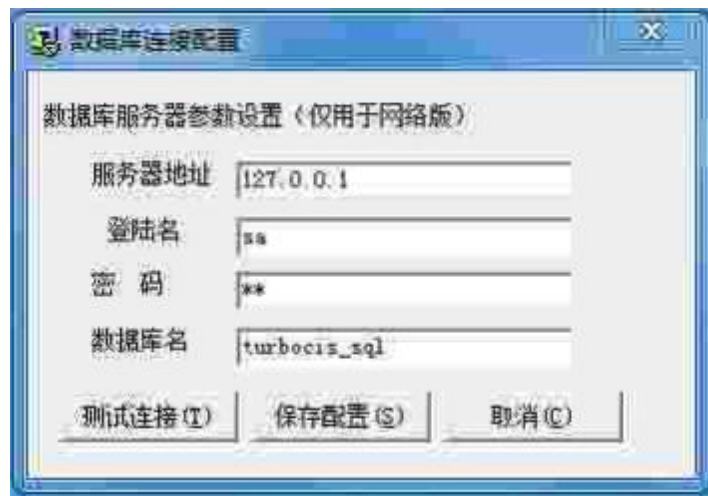 数据库连接配置
数据库服务器参数设置（仅用于网络版）
服务器地址 127.0.0.1
登陆名 sa
密 码 **
数据库名 turbocis_sql
测试连接(T) 保存配置(S) 取消(C)